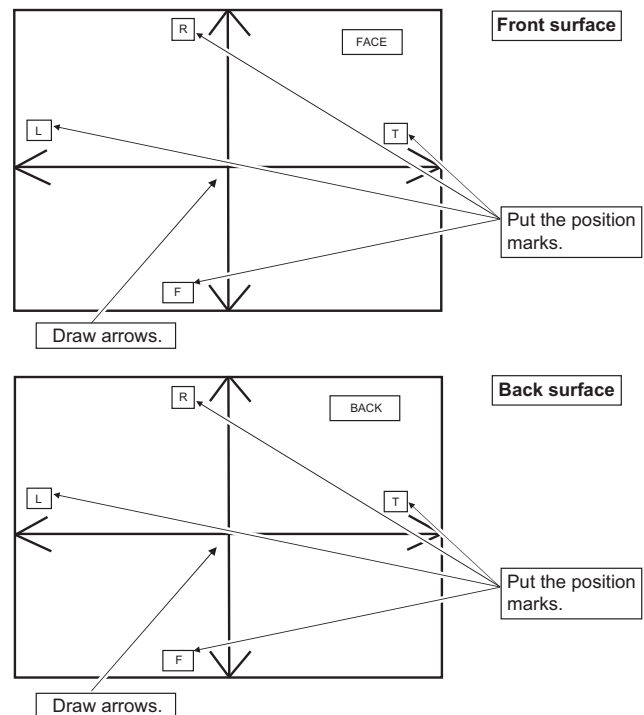 R
FACE
Front surface
L
T
Put the position
marks.
F
Draw arrows.
R
BACK
Back surface
L
T
Put the position
marks.
F
Draw arrows.